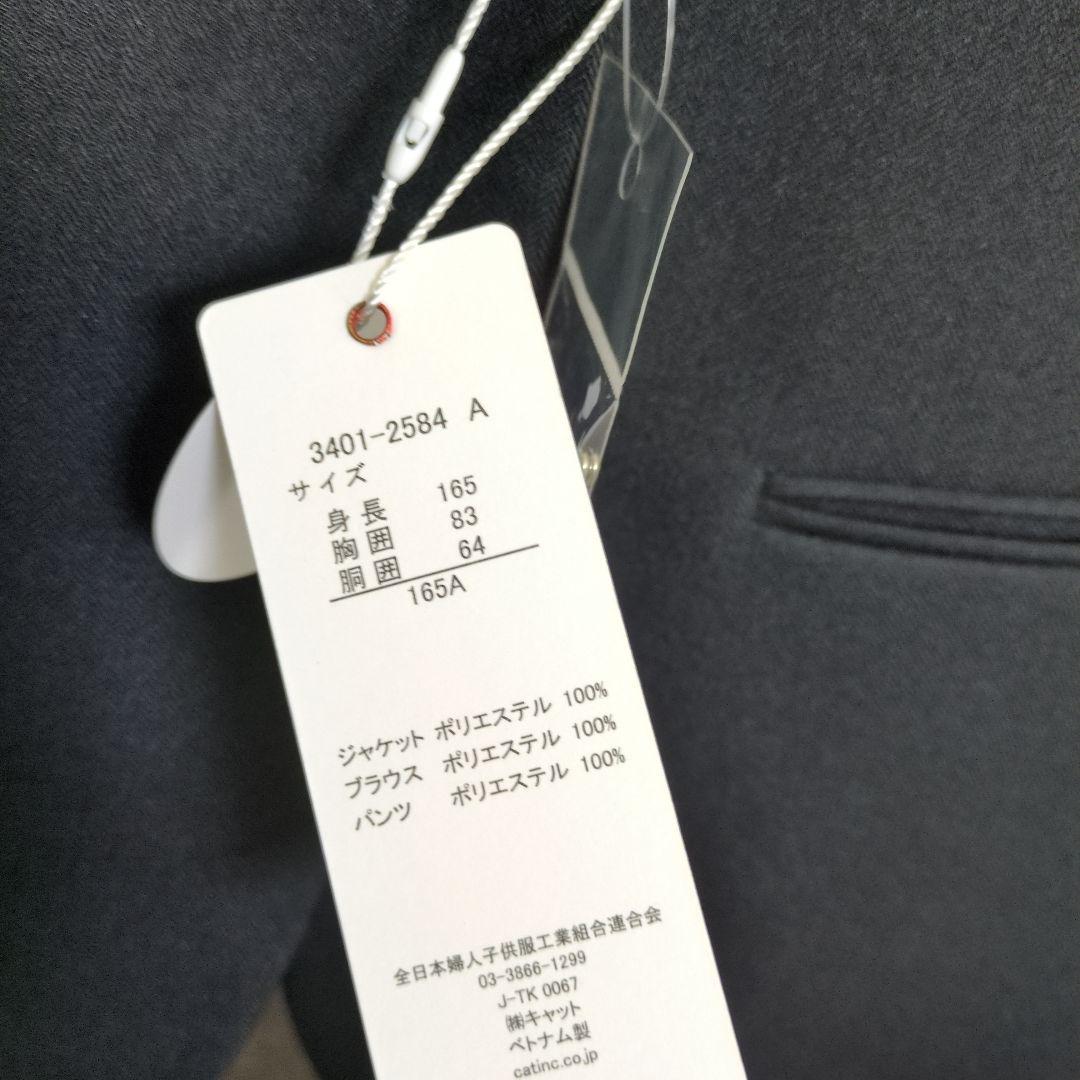 3401-2584 A
サイズ
身長 165
胸囲 83
胴囲 64
165A
ジャケット ポリエステル 100%
ブラウス ポリエステル 100%
パンツ ポリエステル 100%
全日本婦人子供服工業組合連合会
03-3866-1299
J-TK 0067
㈱キャット
ベトナム製
catinc.co.jp